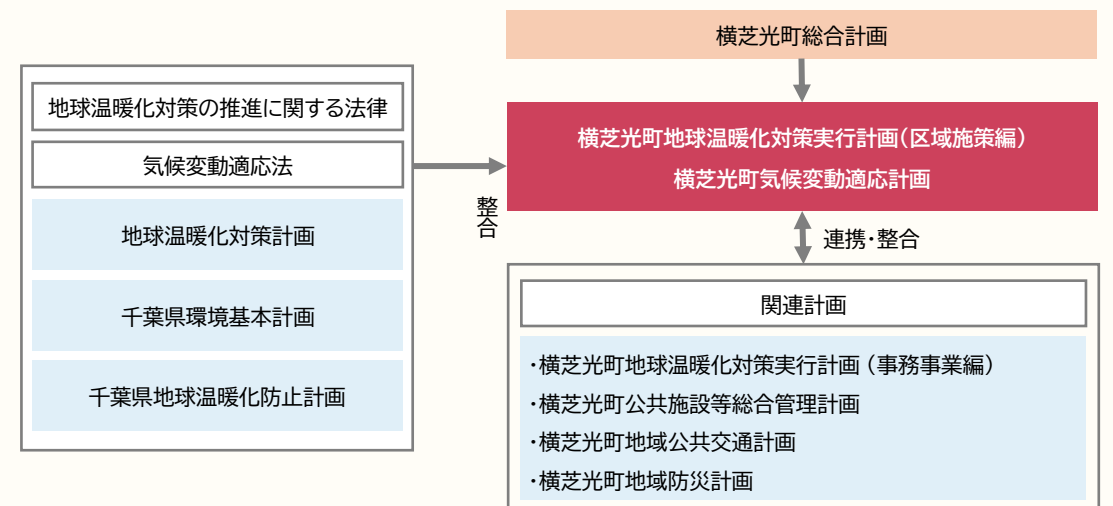 横芝光町総合計画
地球温暖化対策の推進に関する法律
気候変動適応法
地球温暖化対策計画
千葉県環境基本計画
千葉県地球温暖化防止計画
整合
横芝光町地球温暖化対策実行計画(区域施策編)
横芝光町気候変動適応計画
連携・整合
関連計画
・横芝光町地球温暖化対策実行計画(事務事業編)
・横芝光町公共施設等総合管理計画
・横芝光町地域公共交通計画
・横芝光町地域防災計画